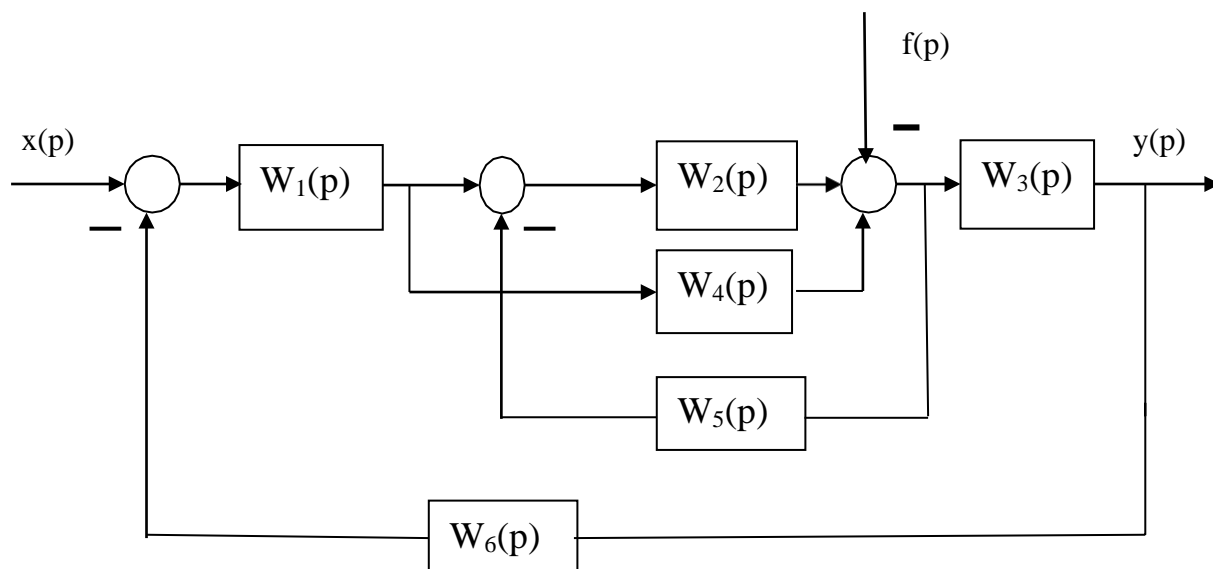 f(p)
x(p)
W₁(p)
W₂(p)
W₃(p)
y(p)
W₄(p)
W₅(p)
W₆(p)